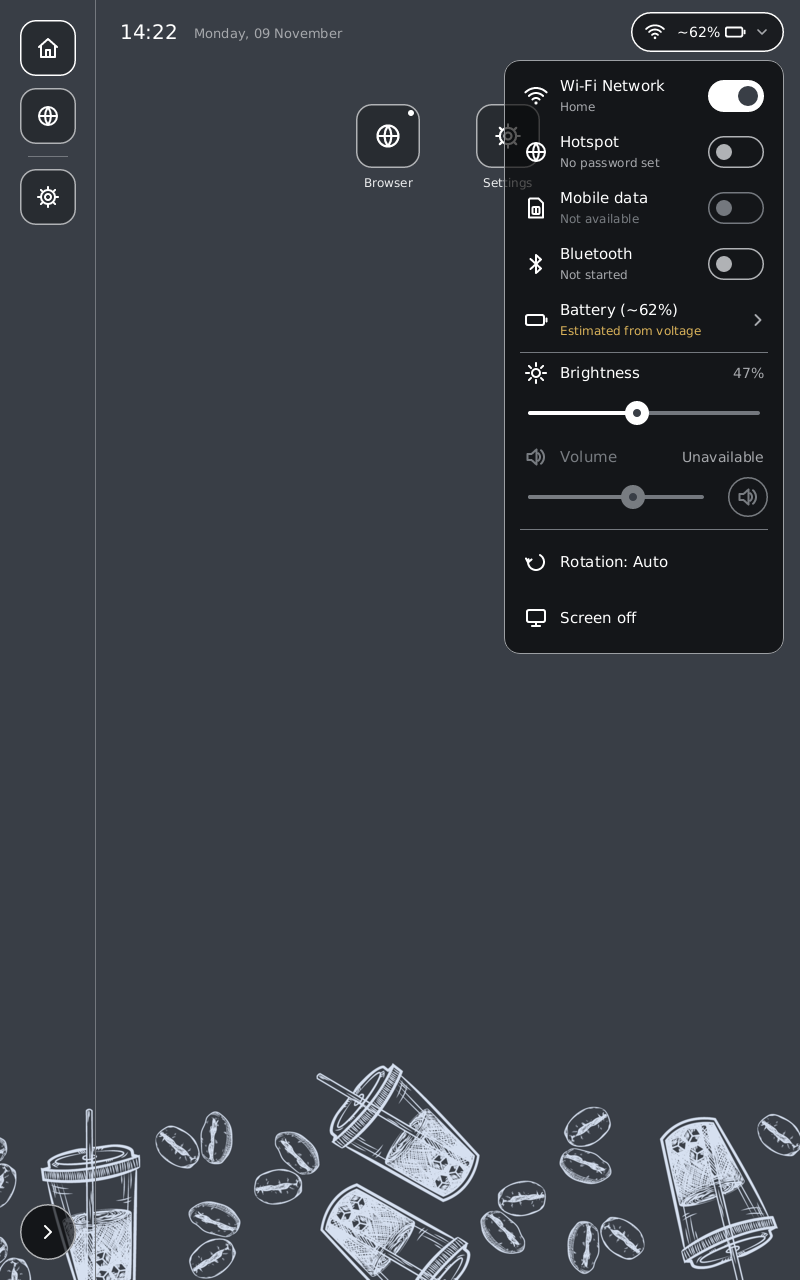 14:22 Monday, 09 November ~62%
Browser
Settings
Wi-Fi Network
Home
Hotspot
No password set
Mobile data
Not available
Bluetooth
Not started
Battery (~62%)
Estimated from voltage
Brightness 47%
Volume Unavailable
Rotation: Auto
Screen off